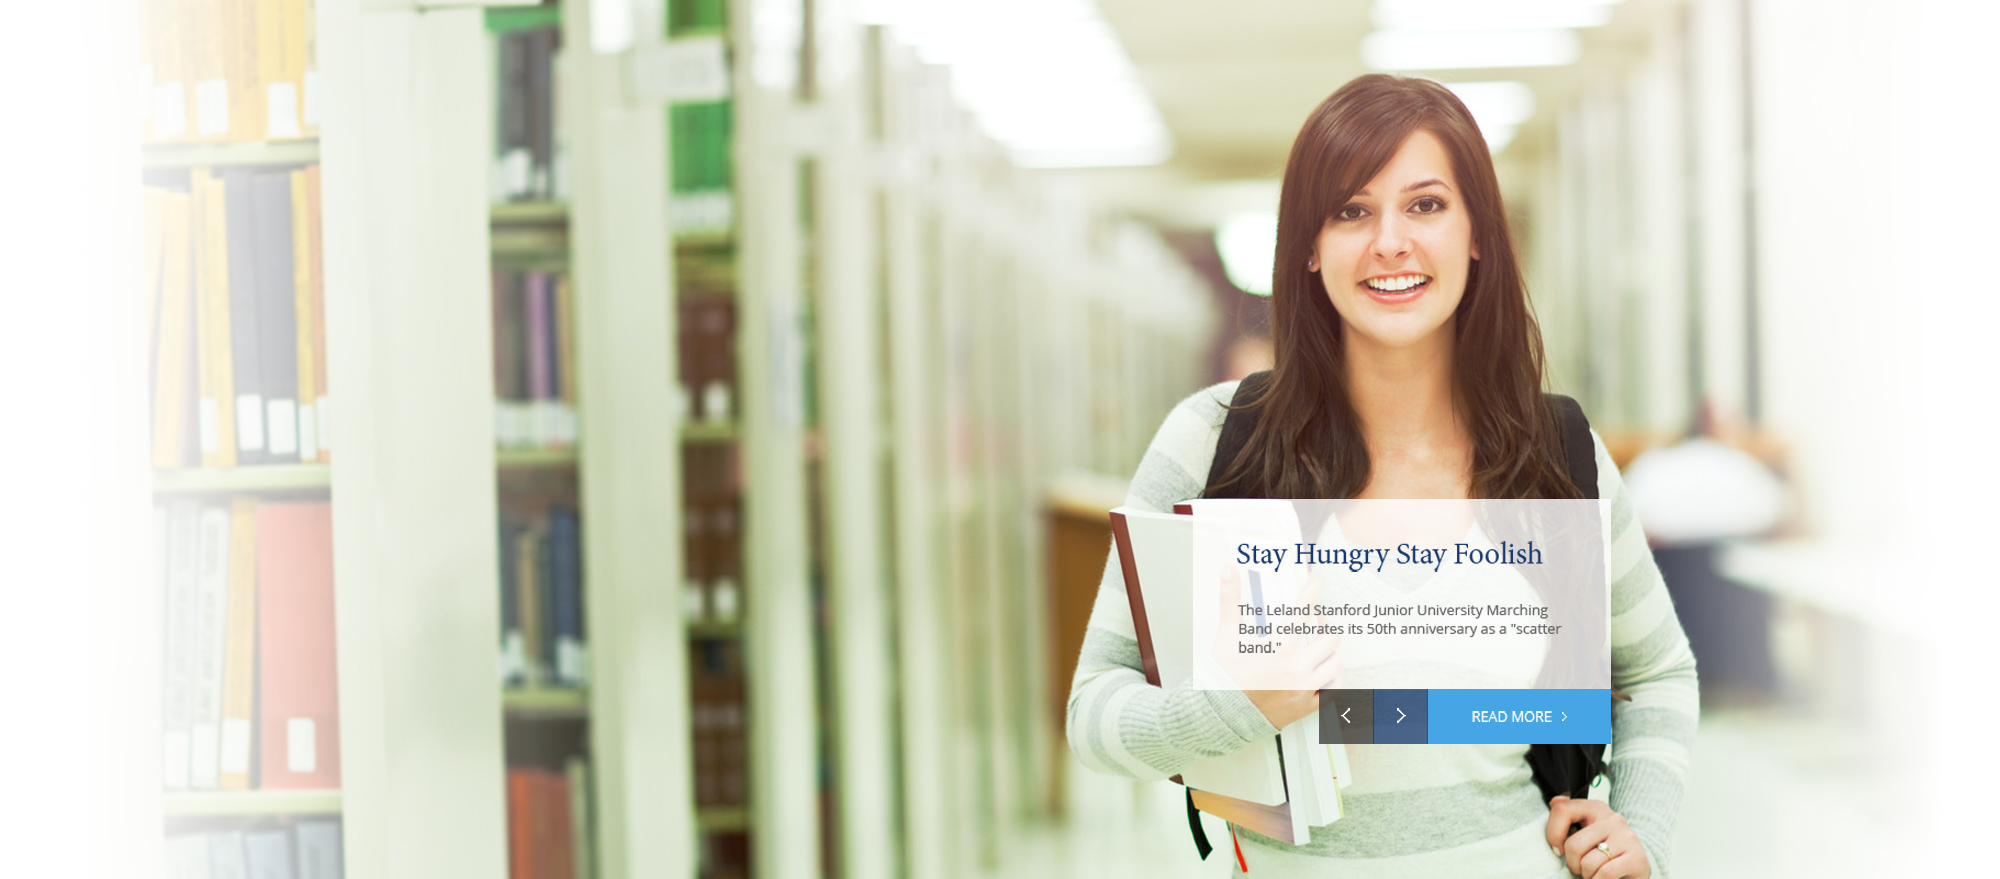 Stay Hungry Stay Foolish
The Leland Stanford Junior University Marching
Band celebrates its 50th anniversary as a "scatter
band."
READ MORE